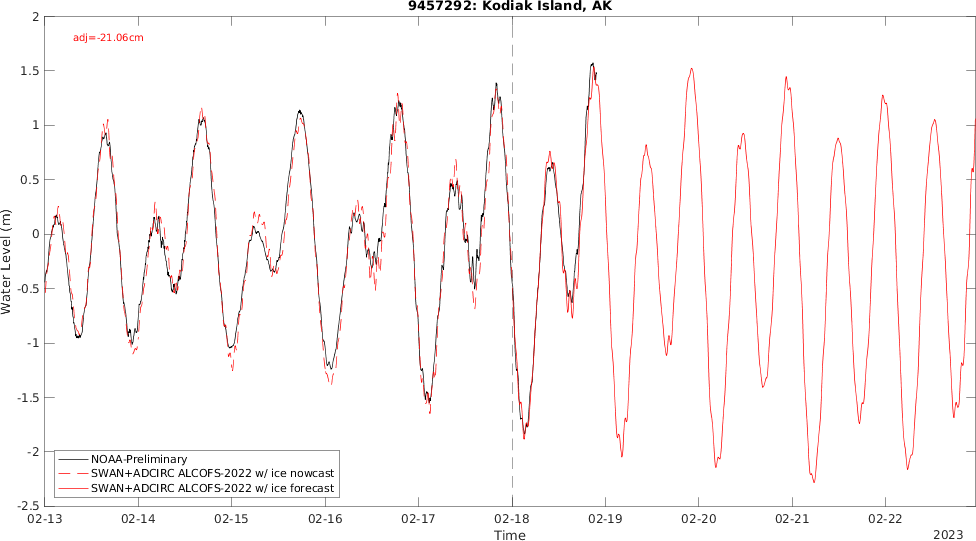 9457292: Kodiak Island, AK
adj=-21.06cm
2
1.5
1
0.5
0
-0.5
-1
-1.5
-2
-2.5
Water Level (m)
NOAA-Preliminary
SWAN+ADCIRC ALCOFS-2022 w/ ice nowcast
SWAN+ADCIRC ALCOFS-2022 w/ ice forecast
02-13 02-14 02-15 02-16 02-17 02-18 02-19 02-20 02-21 02-22
Time
2023